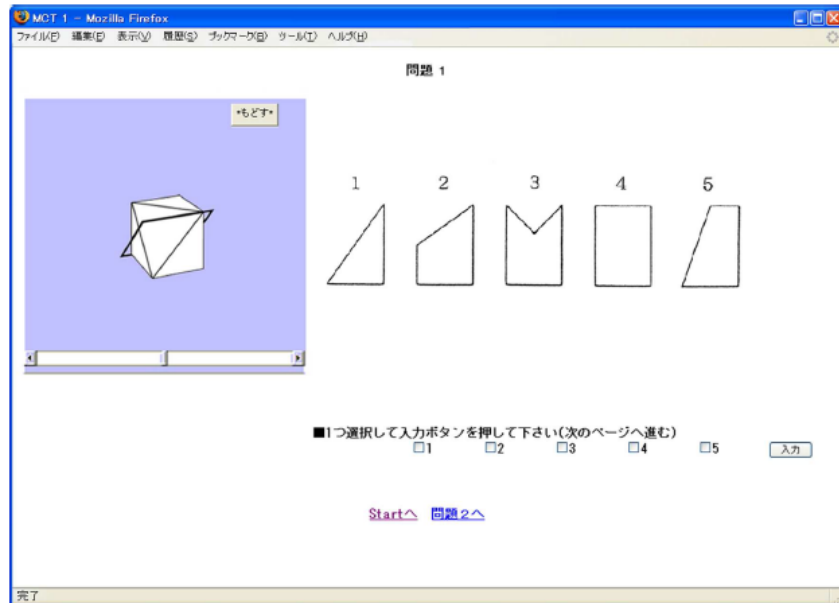 MCT 1 - Mozilla Firefox
ファイル(F) 編集(E) 表示(V) 履歴(S) ブックマーク(B) ツール(T) ヘルプ(H)
問題 1
*もどす*
1 2 3 4 5
■1つ選択して入力ボタンを押して下さい(次のページへ進む)
1 2 3 4 5 入力
Startへ 問題2へ
完了